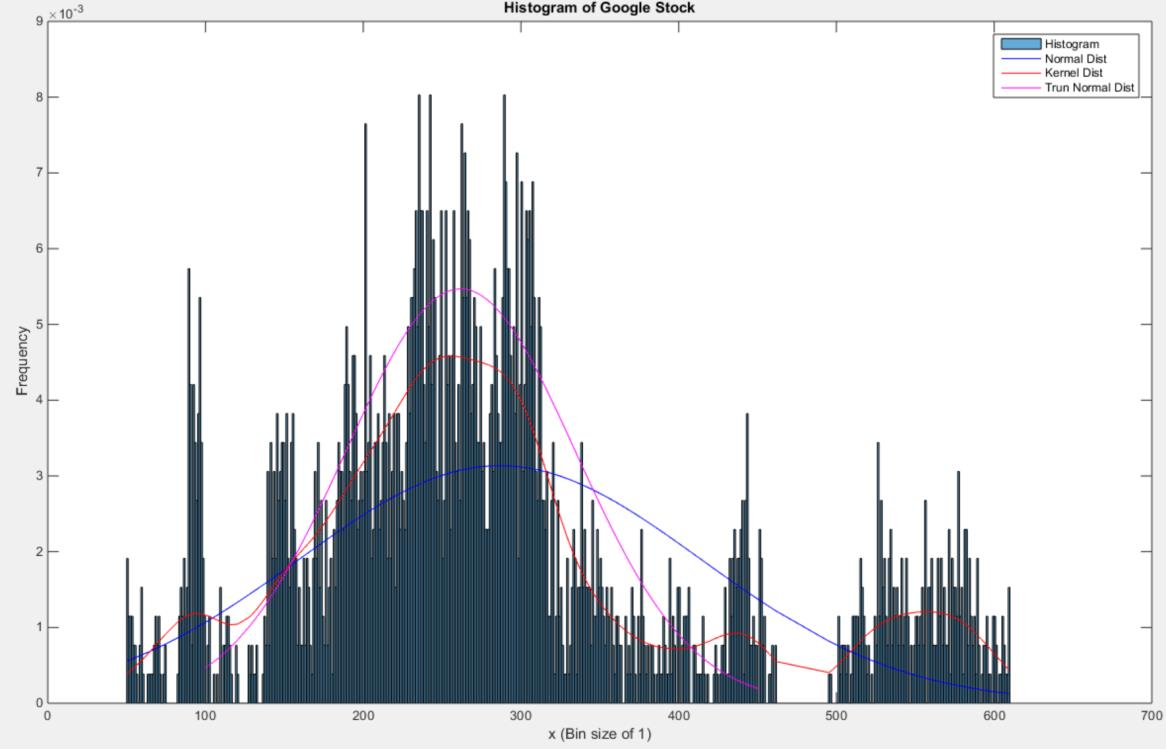 Histogram of Google Stock
9 ×10⁻³
8
7
6
5
4
3
2
1
0
Frequency
0 100 200 300 400 500 600 700
x (Bin size of 1)
Histogram
Normal Dist
Kernel Dist
Trun Normal Dist